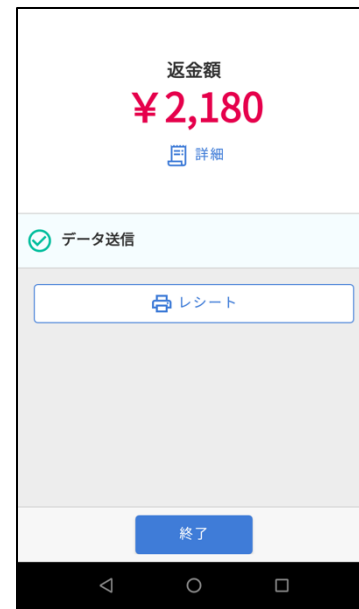 返金額
￥2,180
詳細
データ送信
レシート
終了